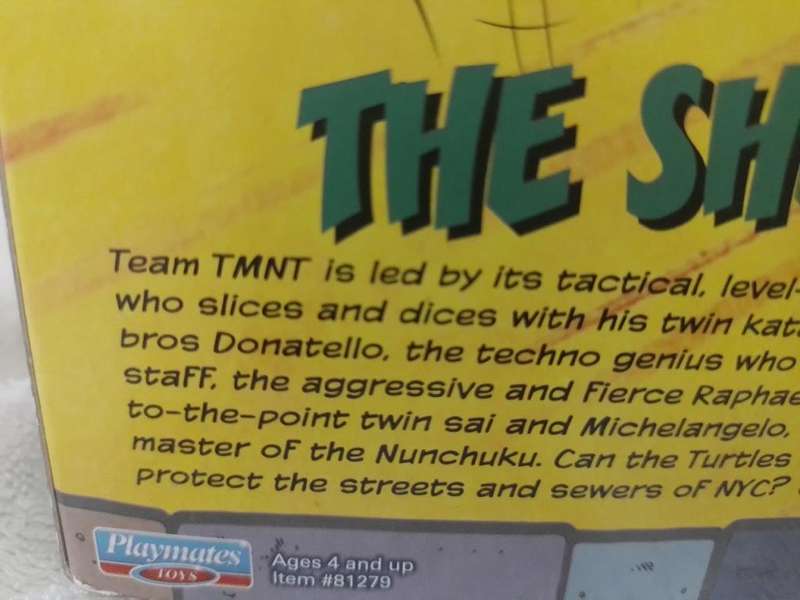 THE SH
Team TMNT is led by its tactical, level-
who slices and dices with his twin kat
bros Donatello, the techno genius who
staff, the aggressive and fierce Raphae
to-the-point twin sai and Michelangelo,
master of the Nunchuku. Can the Turtles
protect the streets and sewers of NYC?
Playmates
TOYS
Ages 4 and up
Item #81279